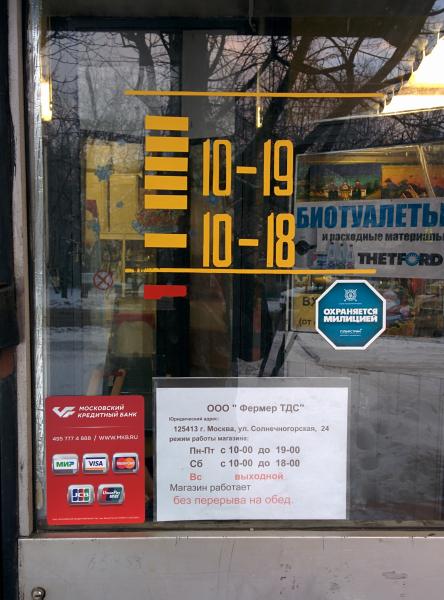 10-19
10-18
БИОТУАЛЕТЫ
и расходные материалы
THETFORD
ОХРАНЯЕТСЯ
МИЛИЦИЕЙ
МОСКОВСКИЙ
КРЕДИТНЫЙ БАНК
495 777 4 888 / WWW.MKB.RU
МИР VISA MasterCard
JCB UnionPay
ООО " Фермер ТДС"
Юридический адрес:
125413 г. Москва, ул. Солнечногорская, 24
режим работы магазина:
Пн-Пт с 10-00 до 19-00
Сб с 10-00 до 18-00
Вс выходной
Магазин работает
без перерыва на обед.